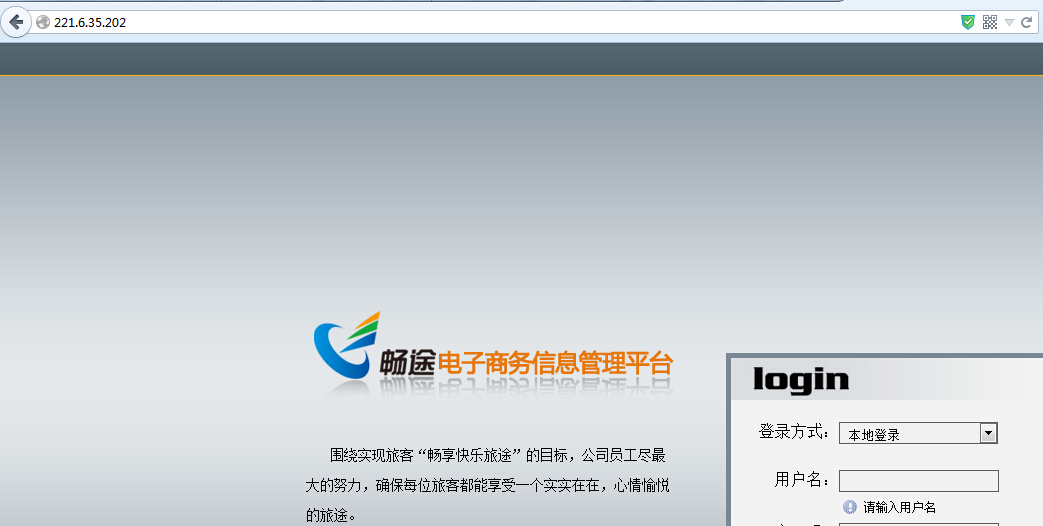 221.6.35.202
畅途电子商务信息管理平台
围绕实现旅客“畅享快乐旅途”的目标，公司员工尽最
大的努力，确保每位旅客都能享受一个实实在在，心情愉悦
的旅途。
login
登录方式： 本地登录
用户名：
请输入用户名